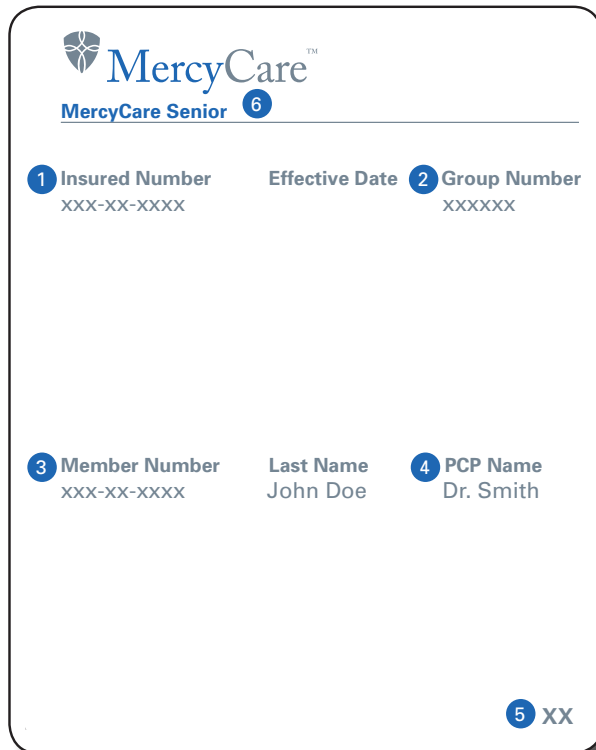 MercyCare™
MercyCare Senior 6
1 Insured Number Effective Date 2 Group Number
xxx-xx-xxxx xxxxxx
3 Member Number Last Name 4 PCP Name
xxx-xx-xxxx John Doe Dr. Smith
5 XX